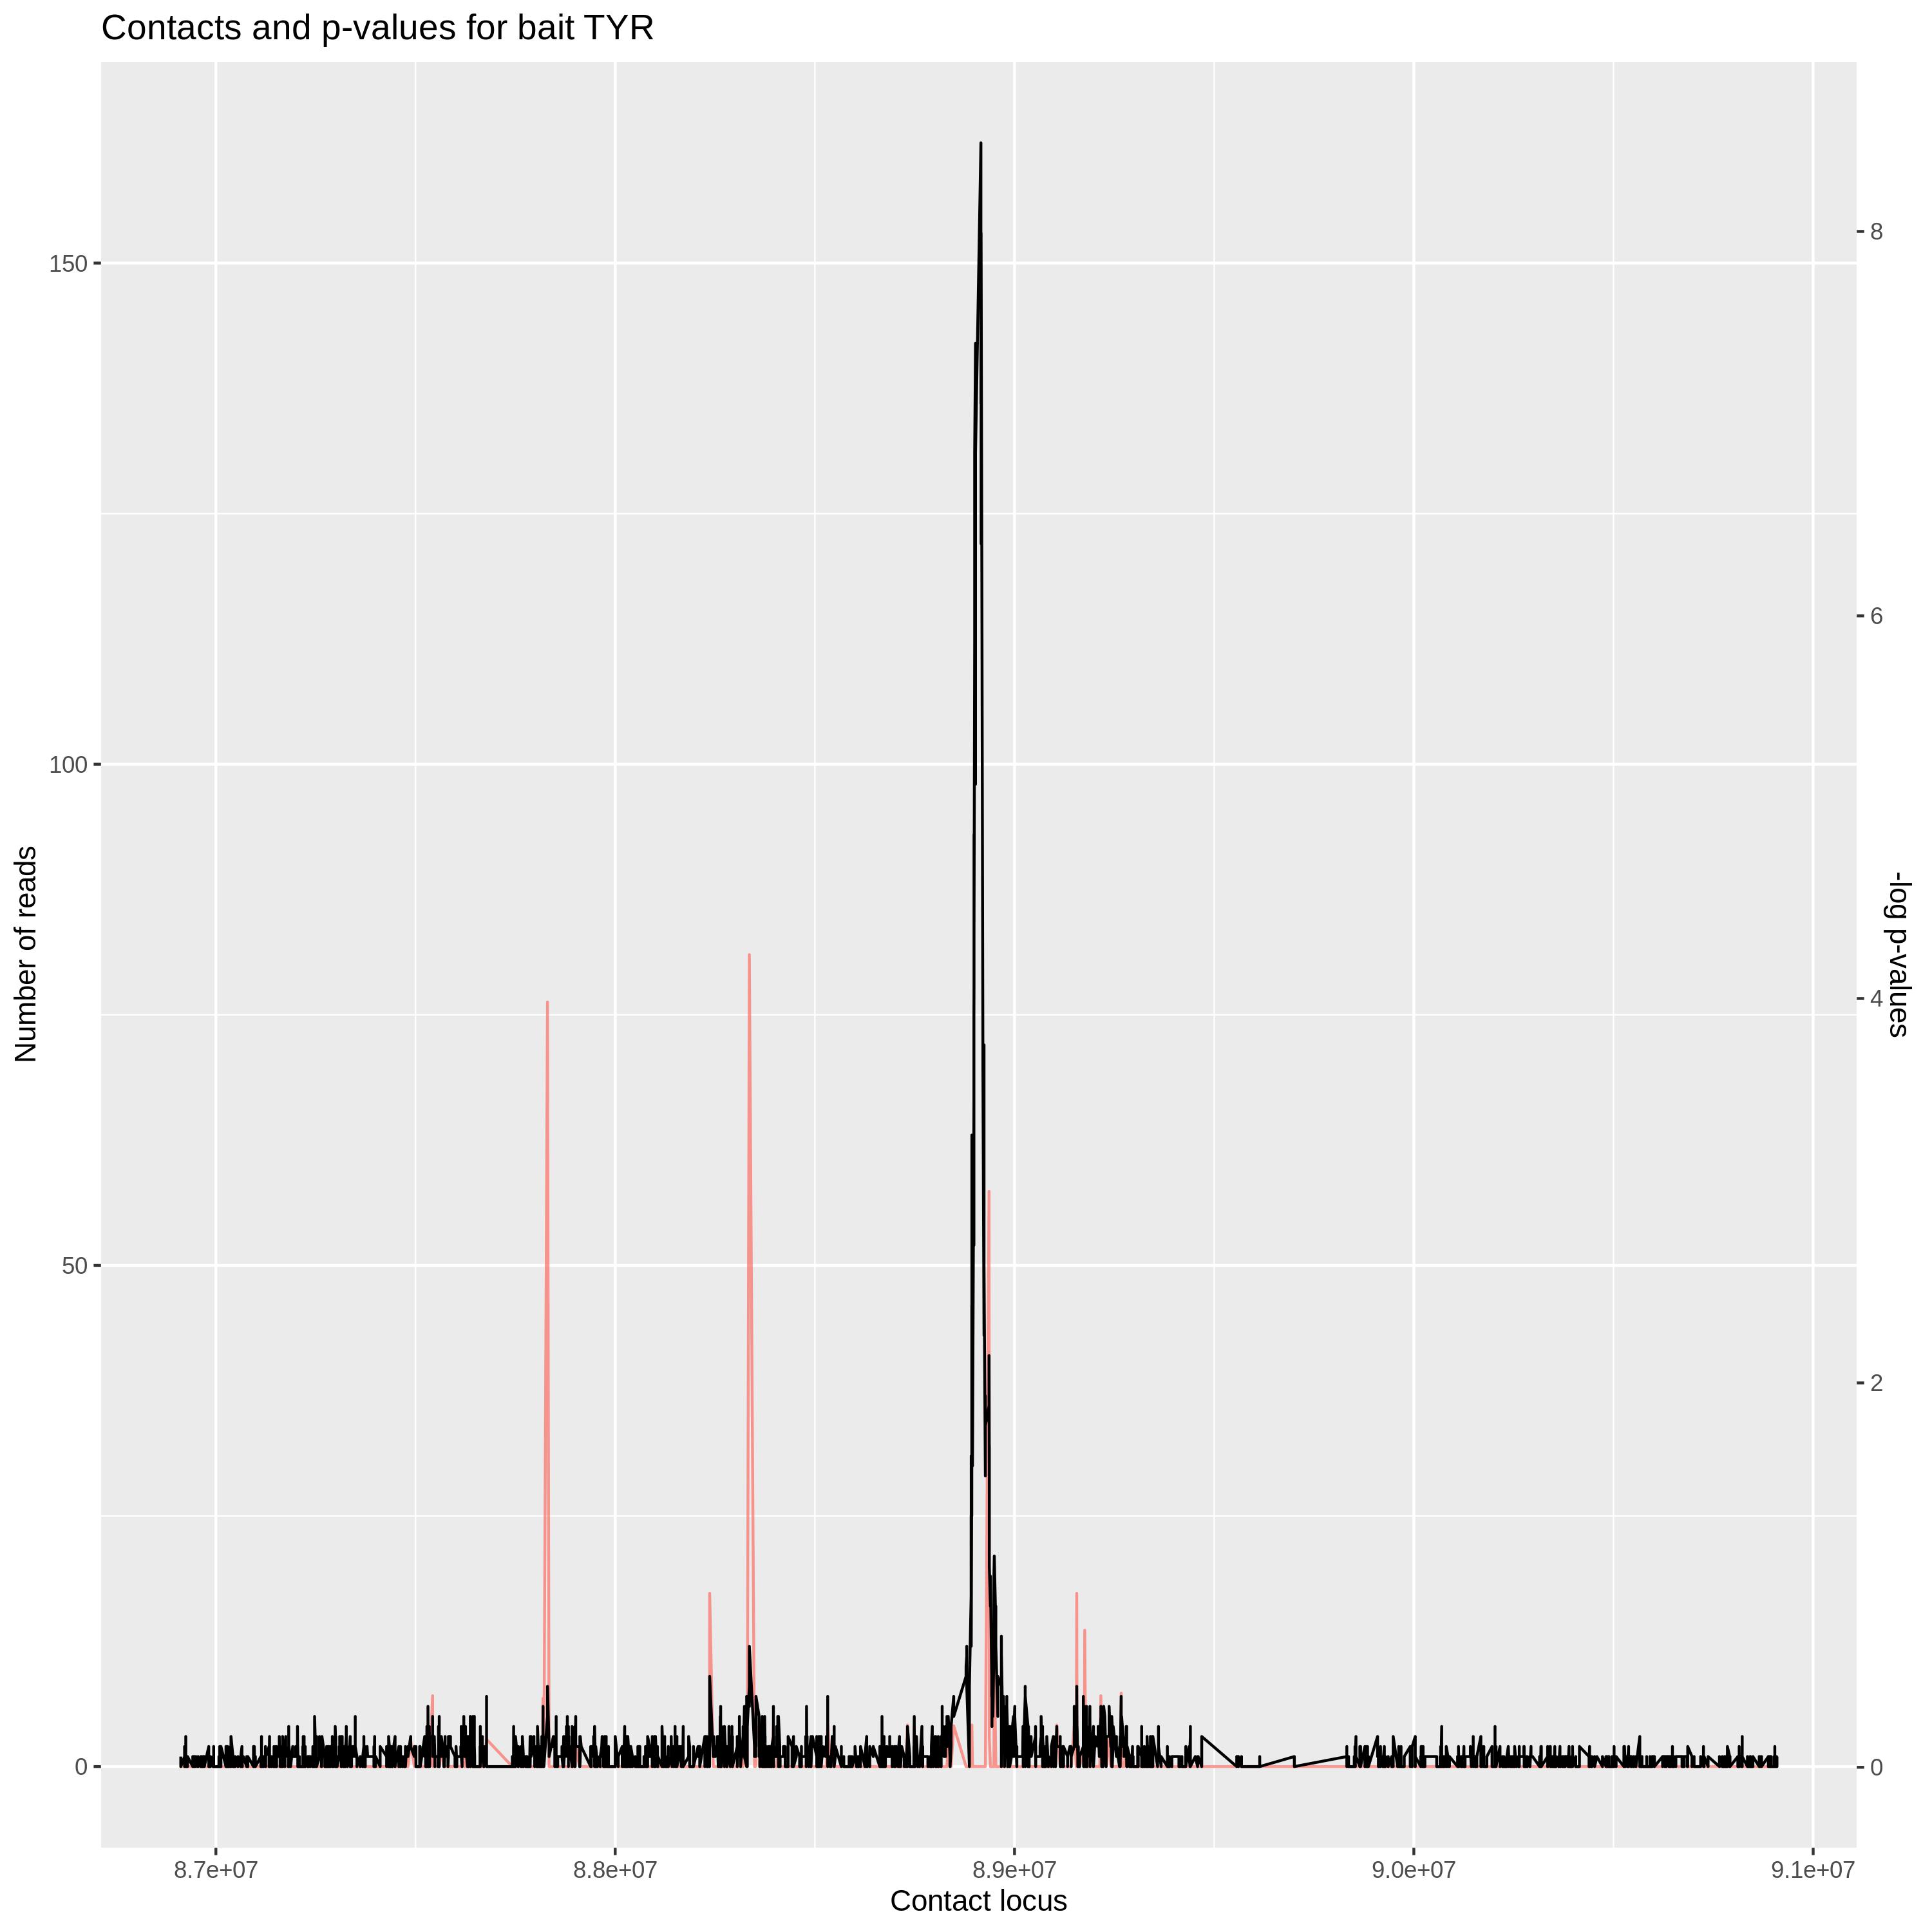 Contacts and p-values for bait TYR
150
100
50
0
Number of reads
8
6
4
2
0
-log p-values
8.7e+07
8.8e+07
8.9e+07
9.0e+07
9.1e+07
Contact locus